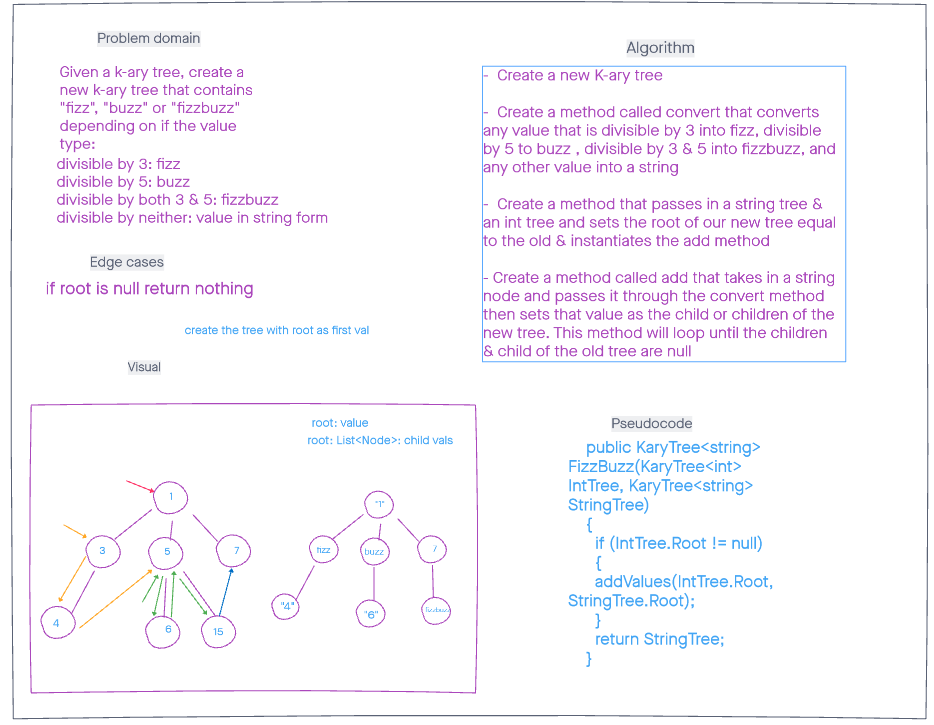 Problem domain
Given a k-ary tree, create a
new k-ary tree that contains
"fizz", "buzz" or "fizzbuzz"
depending on if the value
type:
divisible by 3: fizz
divisible by 5: buzz
divisible by both 3 & 5: fizzbuzz
divisible by neither: value in string form
Edge cases
if root is null return nothing
create the tree with root as first val
Visual
root: value
root: List<Node>: child vals
1
3
5
7
4
6
15
"1"
fizz
buzz
7
"4"
"6"
fizzbuzz
Algorithm
- Create a new K-ary tree
- Create a method called convert that converts
any value that is divisible by 3 into fizz, divisible
by 5 to buzz , divisible by 3 & 5 into fizzbuzz, and
any other value into a string
- Create a method that passes in a string tree &
an int tree and sets the root of our new tree equal
to the old & instantiates the add method
- Create a method called add that takes in a string
node and passes it through the convert method
then sets that value as the child or children of the
new tree. This method will loop until the children
& child of the old tree are null
Pseudocode
public KaryTree<string>
FizzBuzz(KaryTree<int>
IntTree, KaryTree<string>
StringTree)
{
if (IntTree.Root != null)
{
addValues(IntTree.Root,
StringTree.Root);
}
return StringTree;
}